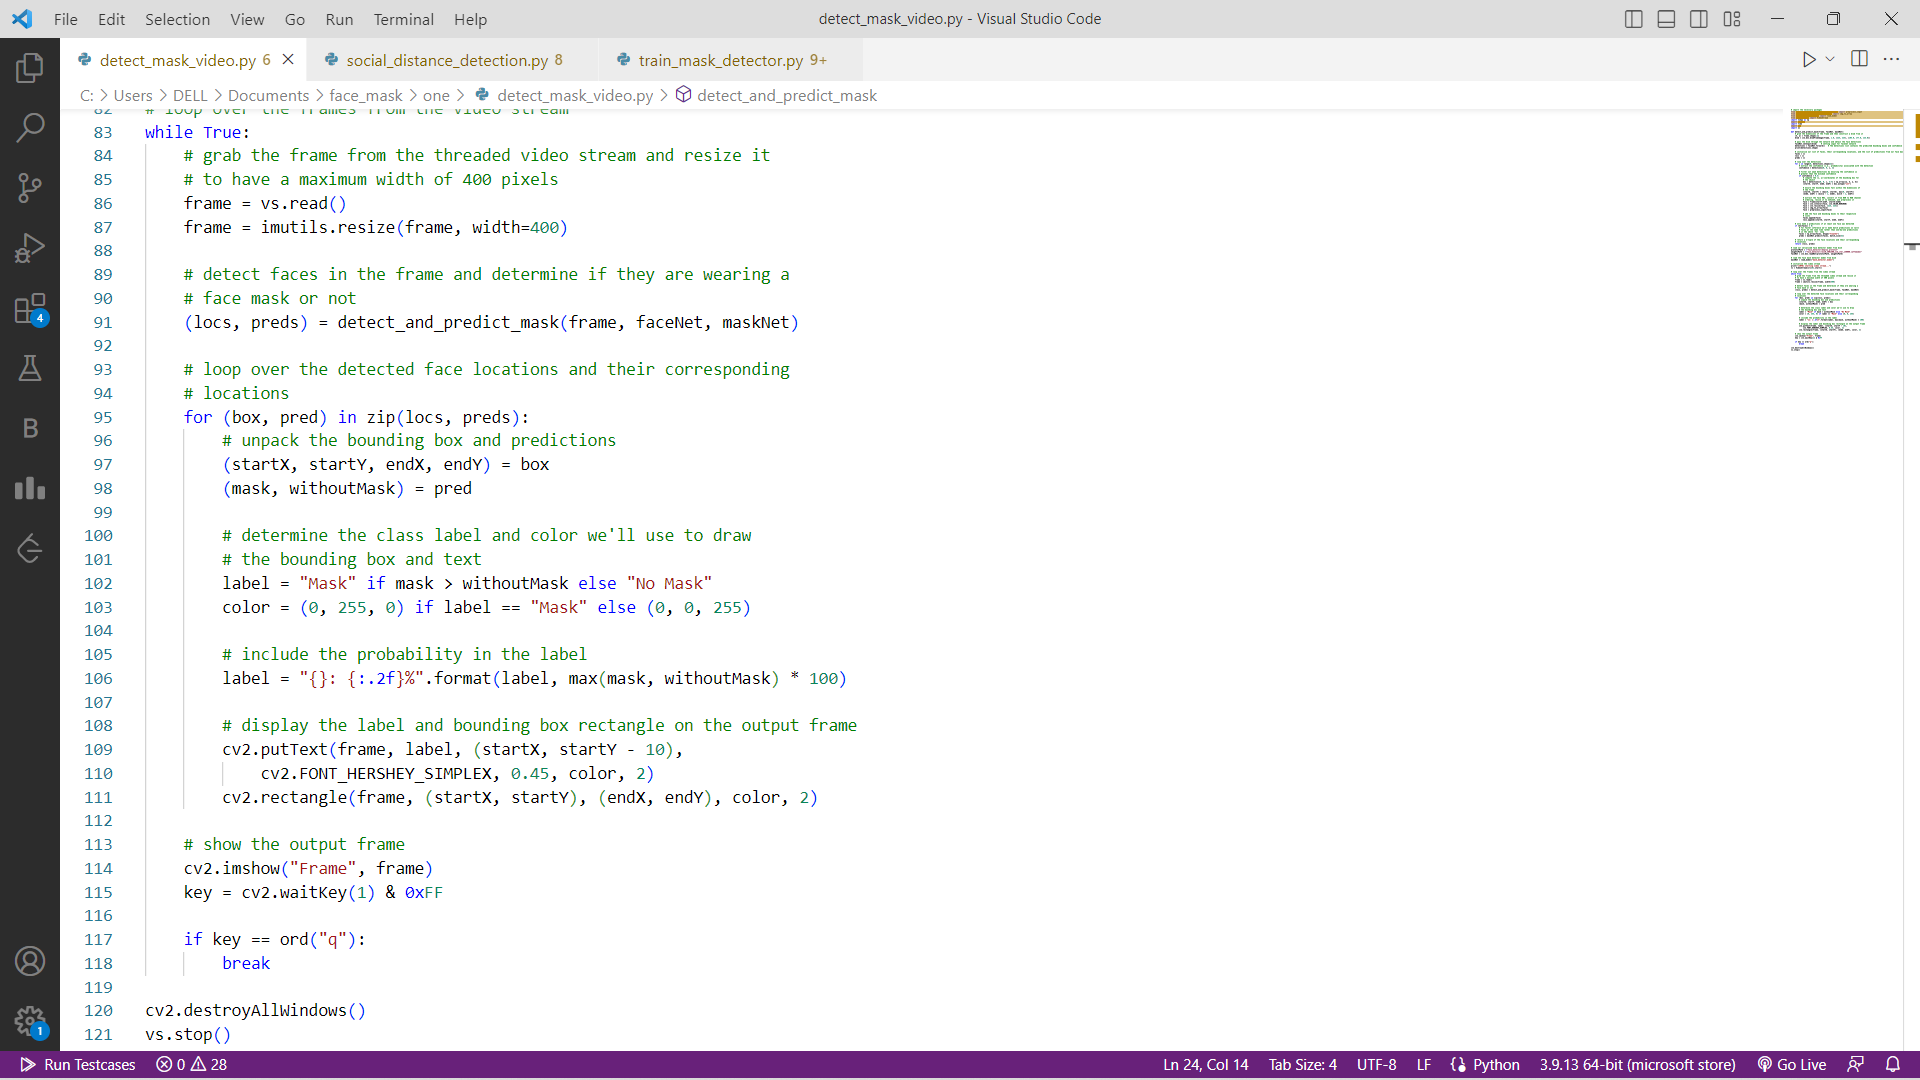 File Edit Selection View Go Run Terminal Help
detect_mask_video.py - Visual Studio Code
detect_mask_video.py 6
social_distance_detection.py 8
train_mask_detector.py 9+
C: > Users > DELL > Documents > face_mask > one > detect_mask_video.py > detect_and_predict_mask
82 # loop over the frames from the video stream
83 while True:
84 # grab the frame from the threaded video stream and resize it
85 # to have a maximum width of 400 pixels
86 frame = vs.read()
87 frame = imutils.resize(frame, width=400)
88
89 # detect faces in the frame and determine if they are wearing a
90 # face mask or not
91 (locs, preds) = detect_and_predict_mask(frame, faceNet, maskNet)
92
93 # loop over the detected face locations and their corresponding
94 # locations
95 for (box, pred) in zip(locs, preds):
96 # unpack the bounding box and predictions
97 (startX, startY, endX, endY) = box
98 (mask, withoutMask) = pred
99
100 # determine the class label and color we'll use to draw
101 # the bounding box and text
102 label = "Mask" if mask > withoutMask else "No Mask"
103 color = (0, 255, 0) if label == "Mask" else (0, 0, 255)
104
105 # include the probability in the label
106 label = "{}: {:.2f}%".format(label, max(mask, withoutMask) * 100)
107
108 # display the label and bounding box rectangle on the output frame
109 cv2.putText(frame, label, (startX, startY - 10),
110 cv2.FONT_HERSHEY_SIMPLEX, 0.45, color, 2)
111 cv2.rectangle(frame, (startX, startY), (endX, endY), color, 2)
112
113 # show the output frame
114 cv2.imshow("Frame", frame)
115 key = cv2.waitKey(1) & 0xFF
116
117 if key == ord("q"):
118 break
119
120 cv2.destroyAllWindows()
121 vs.stop()
4
B
1
Run Testcases 0 28
Ln 24, Col 14 Tab Size: 4 UTF-8 LF Python 3.9.13 64-bit (microsoft store) Go Live